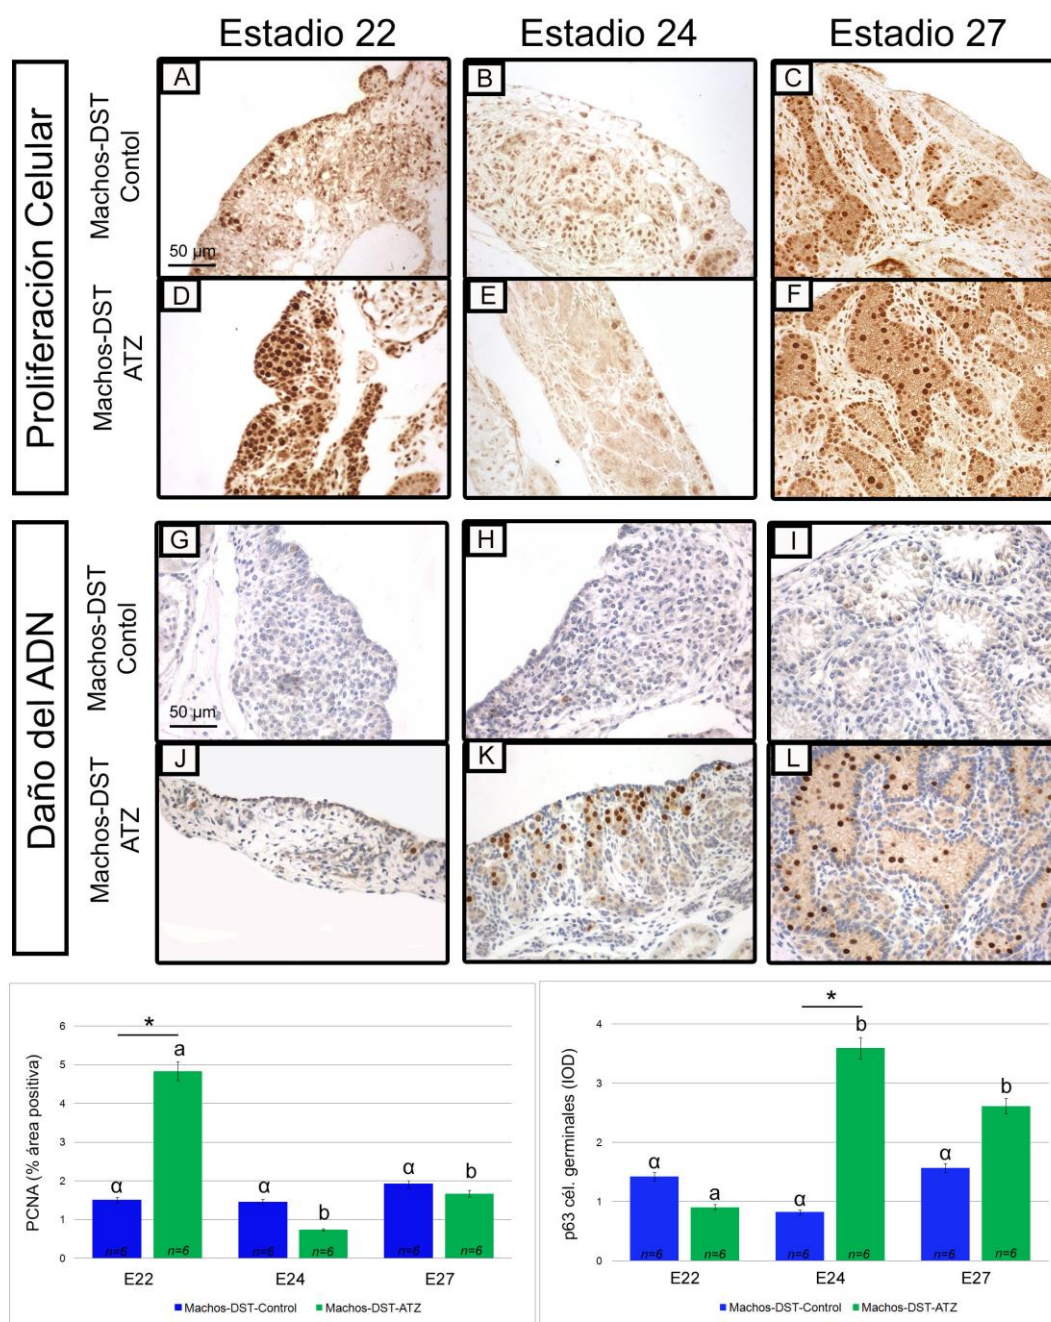 Estadio 22
Estadio 24
Estadio 27
Proliferación Celular
Machos-DST
Contol
A
B
C
50 µm
Machos-DST
ATZ
D
E
F
Daño del ADN
Machos-DST
Contol
G
H
I
50 µm
Machos-DST
ATZ
J
K
L
PCNA (% área positiva)
6
5
4
3
2
1
0
*
α
a
α
b
α
b
n=6
n=6
n=6
n=6
n=6
n=6
E22
E24
E27
Machos-DST-Control
Machos-DST-ATZ
p63 cél. germinales (IOD)
4
3
2
1
0
*
α
a
α
b
α
b
n=6
n=6
n=6
n=6
n=6
n=6
E22
E24
E27
Machos-DST-Control
Machos-DST-ATZ